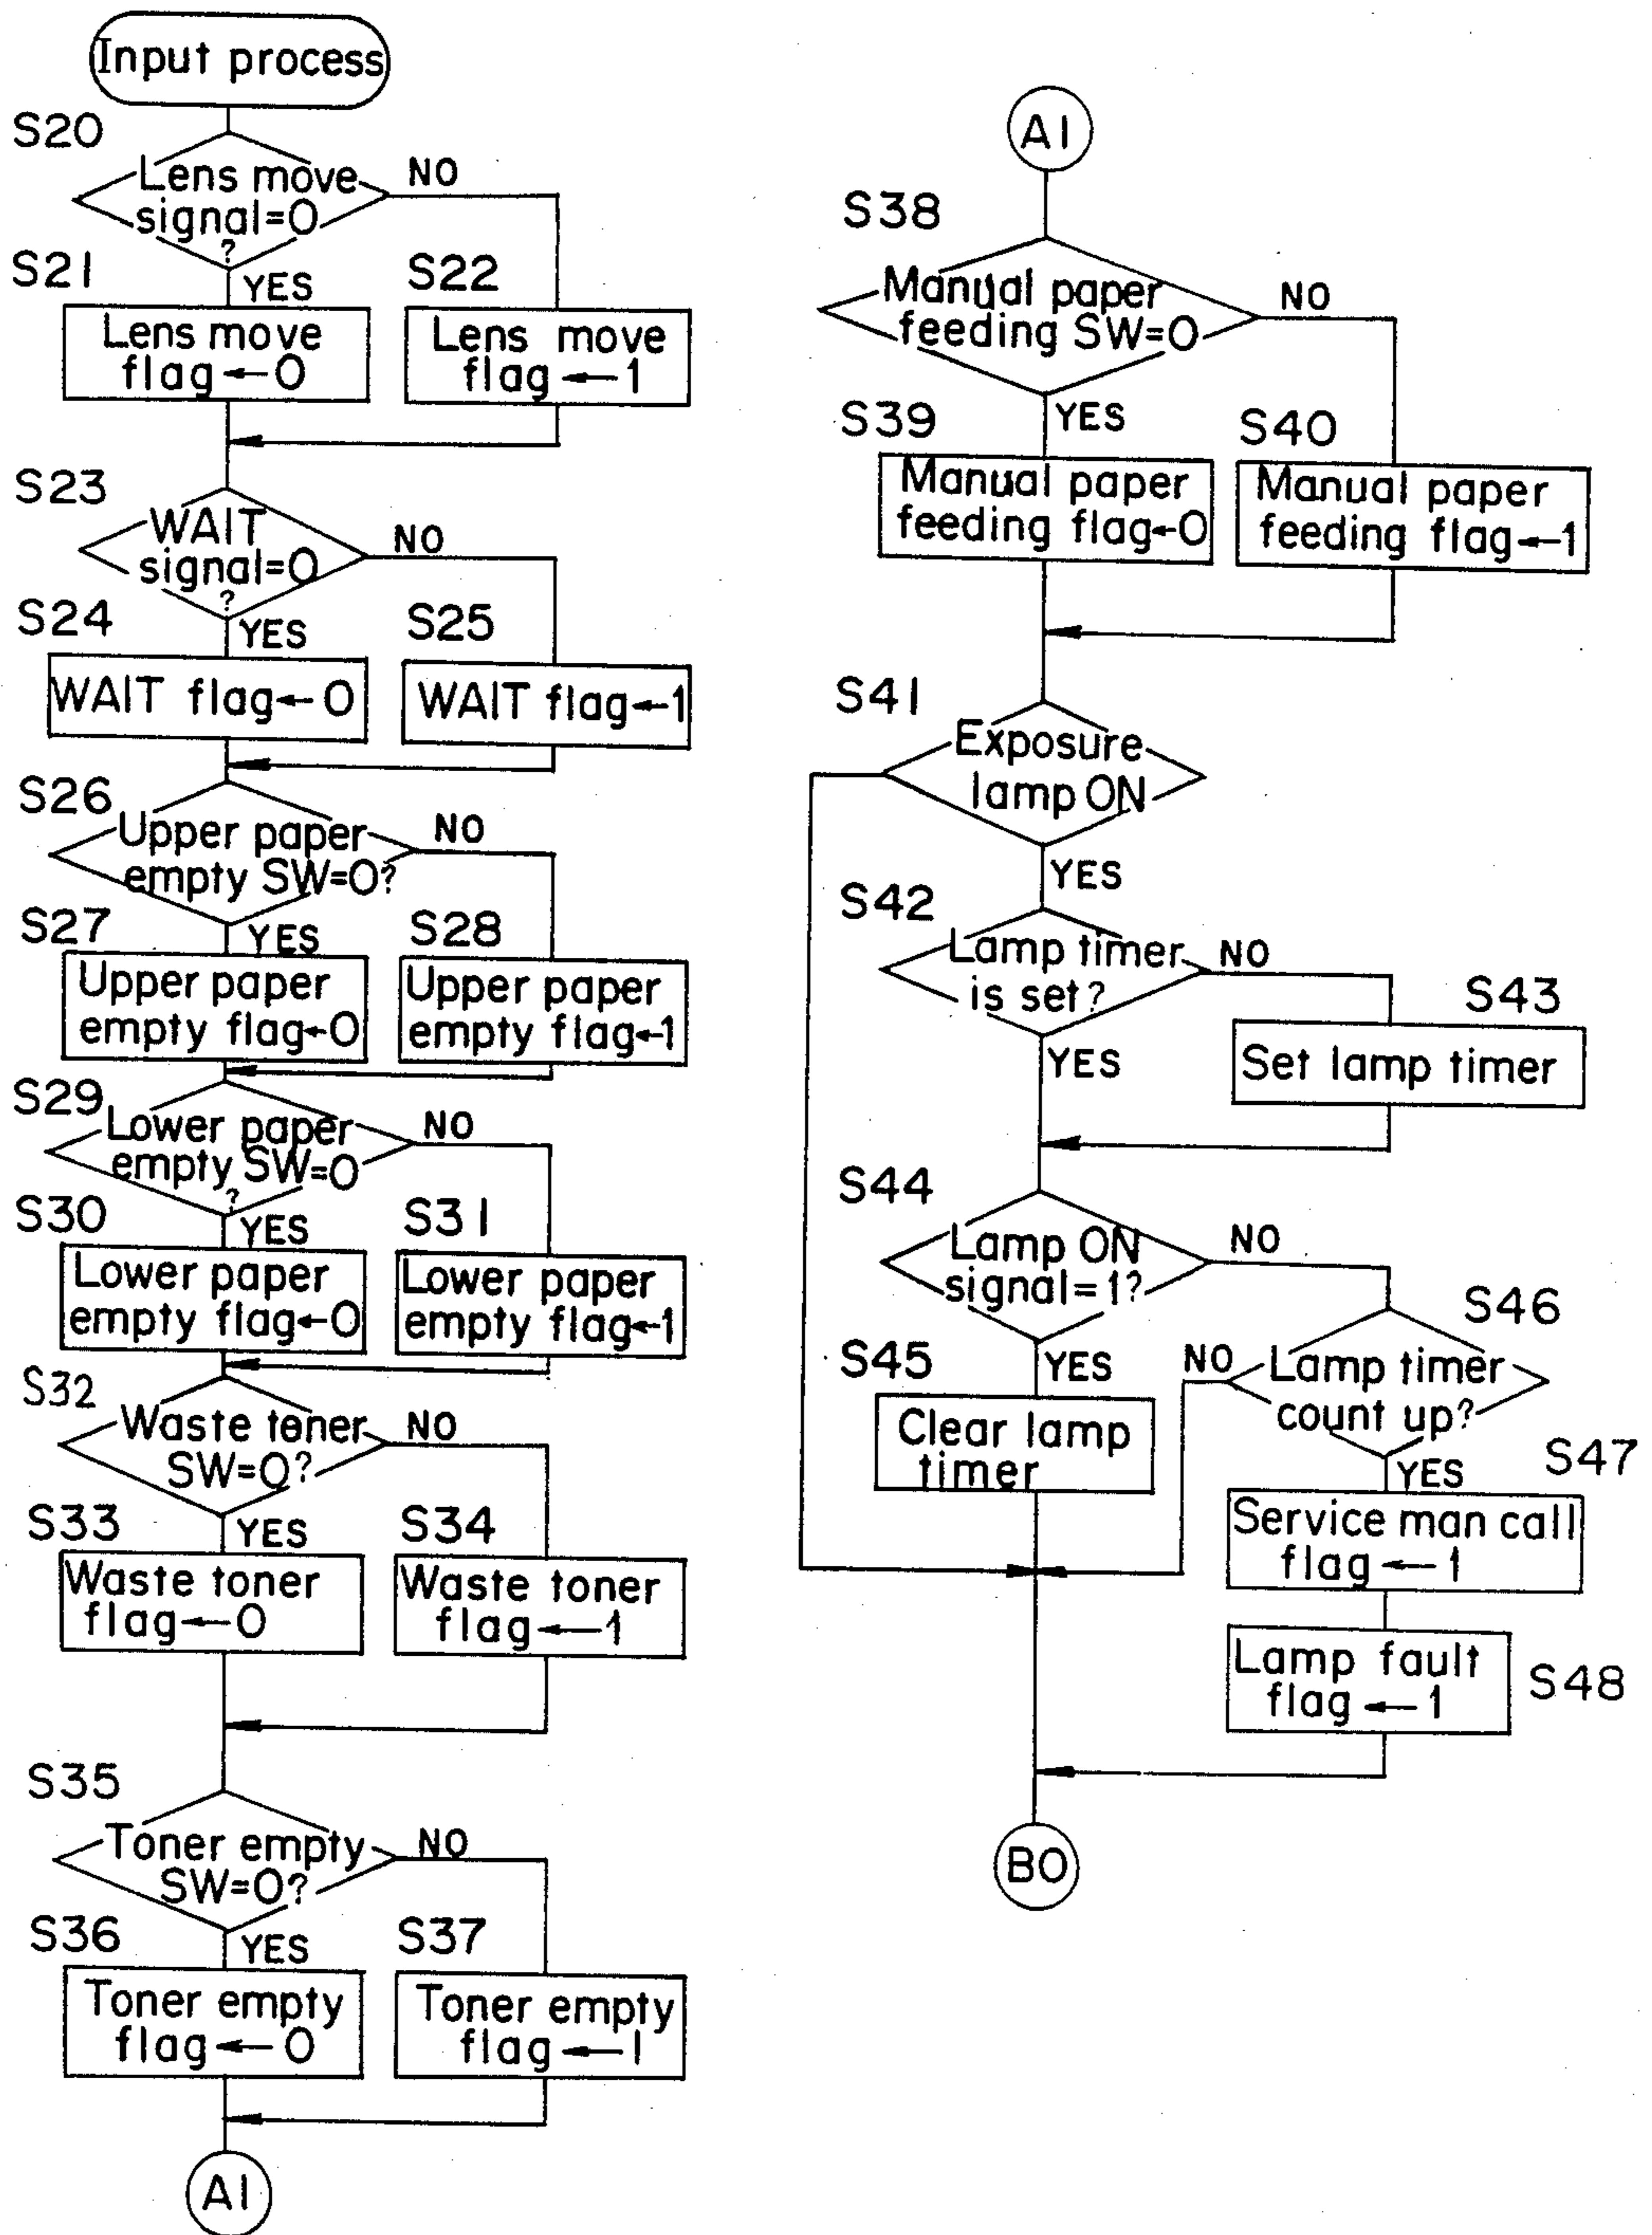 Input process
S20
Lens move
signal=0
?
NO
S21
YES
S22
Lens move
flag←0
Lens move
flag←1
S23
WAIT
signal=0
?
NO
S24
YES
S25
WAIT flag←0
WAIT flag←1
S26
Upper paper
empty SW=0?
NO
S27
YES
S28
Upper paper
empty flag←0
Upper paper
empty flag←1
S29
Lower paper
empty SW=0
?
NO
S30
YES
S31
Lower paper
empty flag←0
Lower paper
empty flag←1
S32
Waste toner
SW=0?
NO
S33
YES
S34
Waste toner
flag←0
Waste toner
flag←1
S35
Toner empty
SW=0?
NO
S36
YES
S37
Toner empty
flag←0
Toner empty
flag←1
A1
A1
S38
Manual paper
feeding SW=0
NO
S39
YES
S40
Manual paper
feeding flag←0
Manual paper
feeding flag←1
S41
Exposure
lamp ON
YES
S42
Lamp timer
is set?
NO
S43
YES
Set lamp timer
S44
Lamp ON
signal=1?
NO
S46
S45
YES
NO
Lamp timer
count up?
Clear lamp
timer
YES
S47
Service man call
flag←1
Lamp fault
flag←1
S48
B0